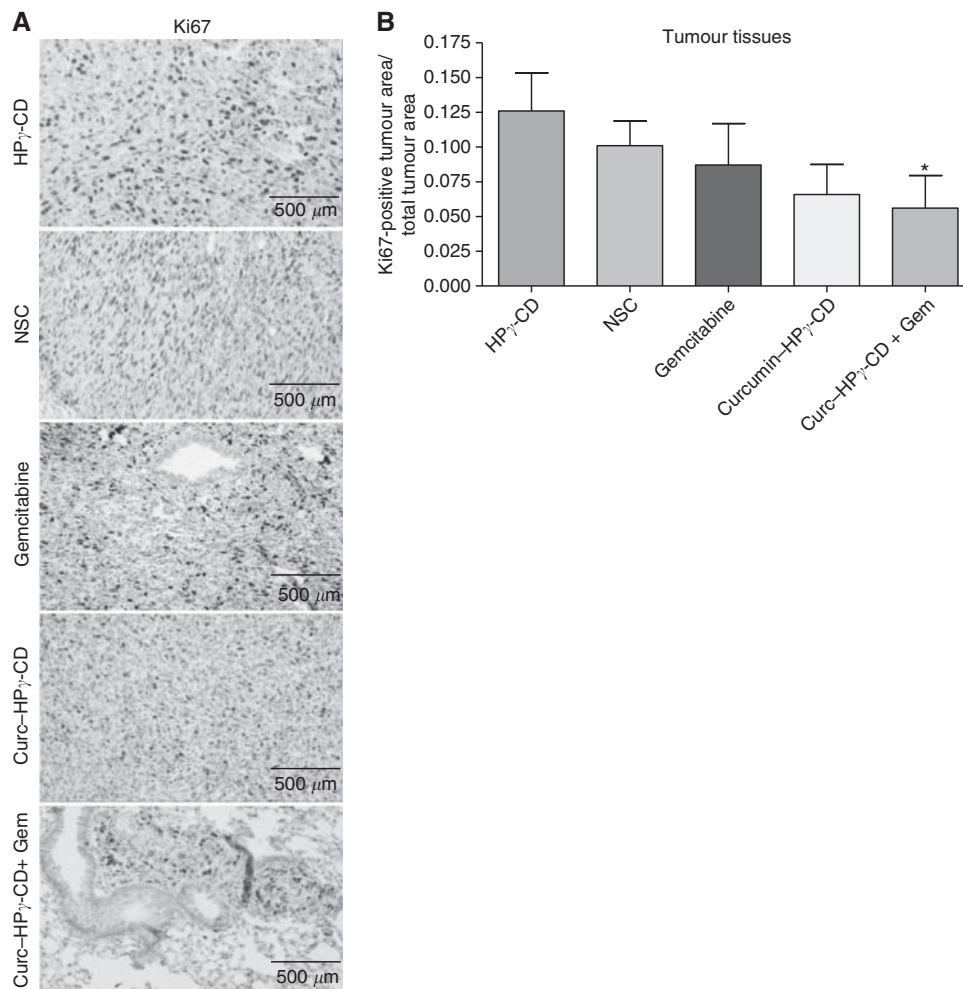 A
Ki67
HPγ-CD
500 μm
NSC
500 μm
Gemcitabine
500 μm
Curc–HPγ-CD
500 μm
Curc–HPγ-CD+ Gem
500 μm
B
Tumour tissues
Ki67-positive tumour area/
total tumour area
0.175
0.150
0.125
0.100
0.075
0.050
0.025
0.000
*
HPγ-CD
NSC
Gemcitabine
Curcumin–HPγ-CD
Curc–HPγ-CD + Gem